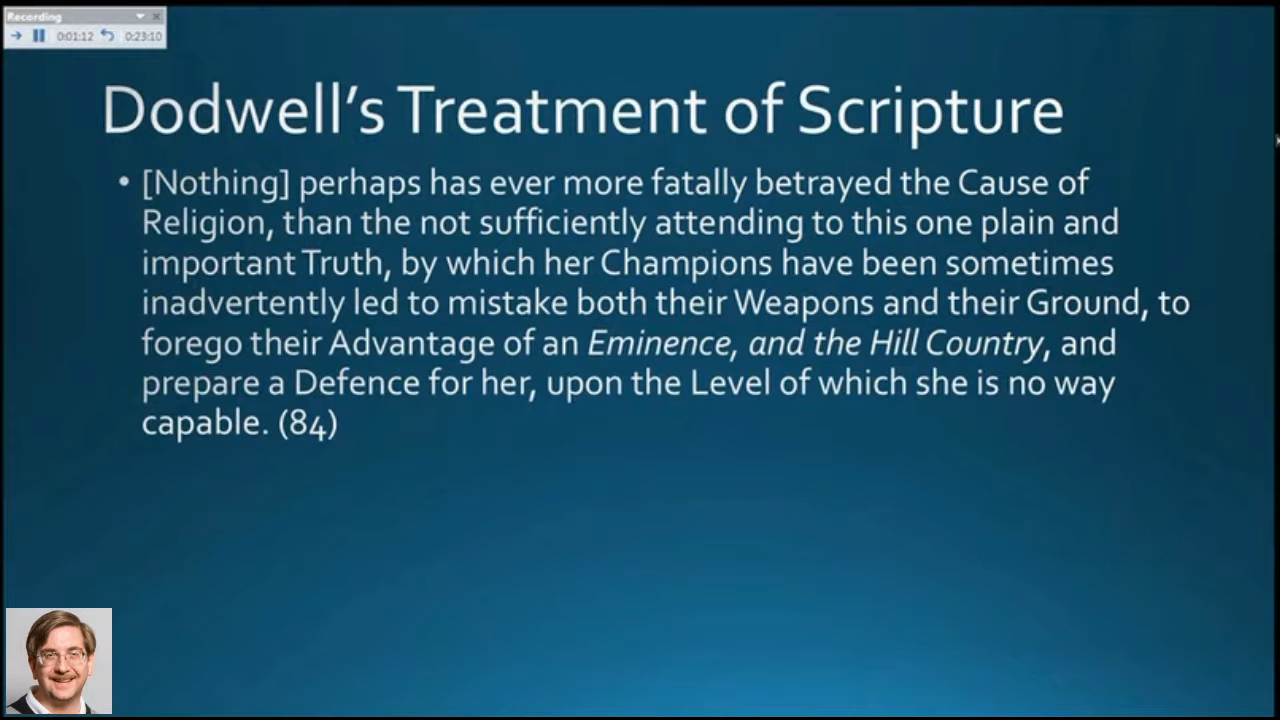 Recording
0:01:12 0:23:10
Dodwell's Treatment of Scripture
• [Nothing] perhaps has ever more fatally betrayed the Cause of
Religion, than the not sufficiently attending to this one plain and
important Truth, by which her Champions have been sometimes
inadvertently led to mistake both their Weapons and their Ground, to
forego their Advantage of an Eminence, and the Hill Country, and
prepare a Defence for her, upon the Level of which she is no way
capable. (84)